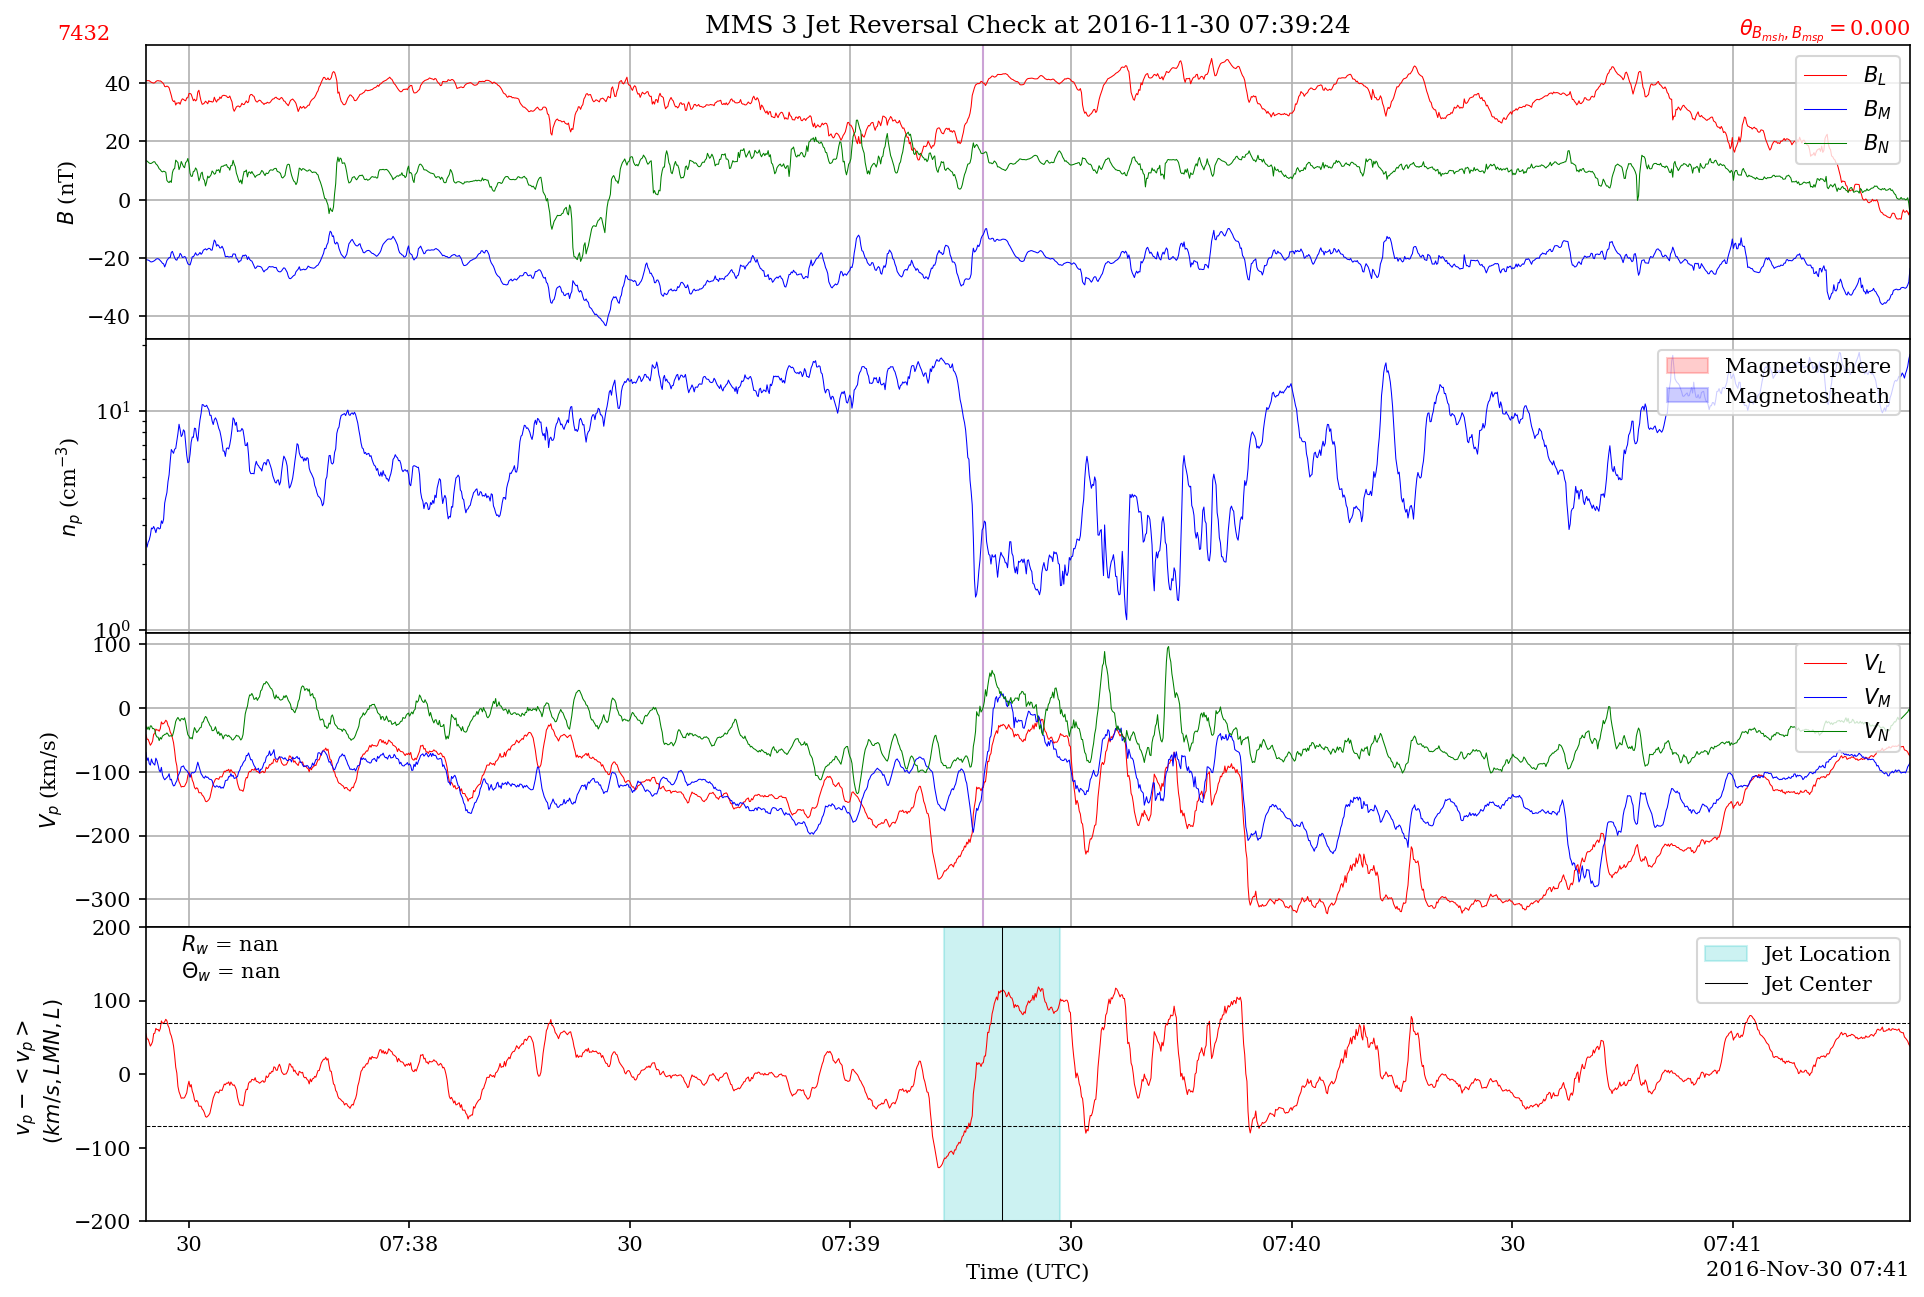 MMS 3 Jet Reversal Check at 2016-11-30 07:39:24
7432
θ_{B_{msh}, B_{msp}} = 0.000
40
20
0
−20
−40
B (nT)
B_L
B_M
B_N
10^1
10^0
n_p (cm^{−3})
Magnetosphere
Magnetosheath
100
0
−100
−200
−300
V_p (km/s)
V_L
V_M
V_N
200
100
0
−100
−200
v_p − < v_p >
(km/s, LMN, L)
R_w = nan
Θ_w = nan
Jet Location
Jet Center
30 07:38 30 07:39 30 07:40 30 07:41
Time (UTC)
2016-Nov-30 07:41